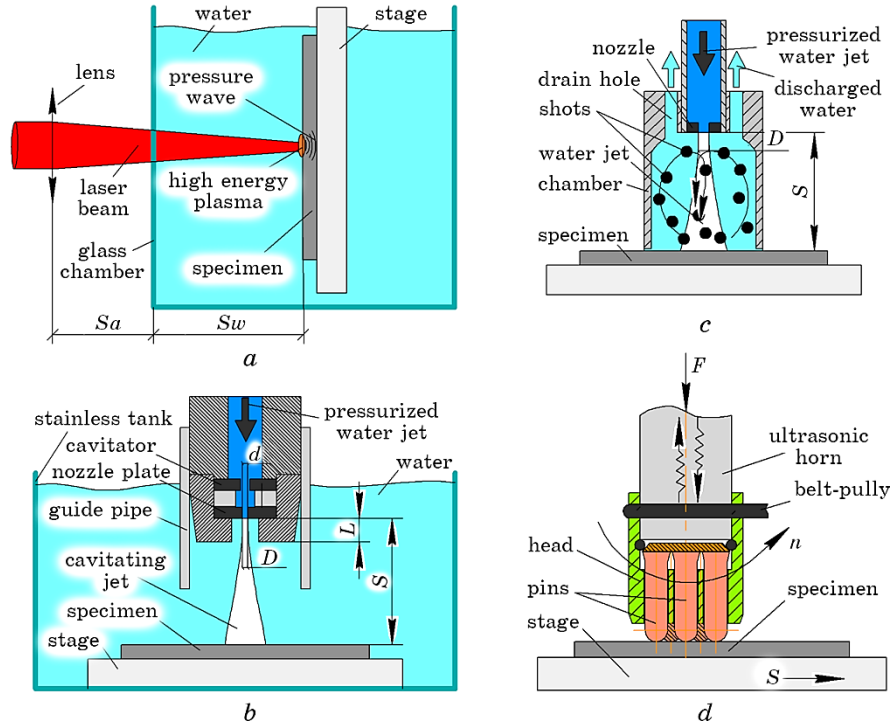 water
stage
lens
pressure
wave
laser
beam
high energy
plasma
glass
chamber
specimen
Sa
Sw
a
stainless tank
cavitator
nozzle plate
guide pipe
cavitating
jet
specimen
stage
pressurized
water jet
d
water
L
D
S
b
nozzle
drain hole
shots
water jet
chamber
specimen
pressurized
water jet
discharged
water
D
S
c
F
ultrasonic
horn
belt-pully
head
n
pins
stage
specimen
S
d